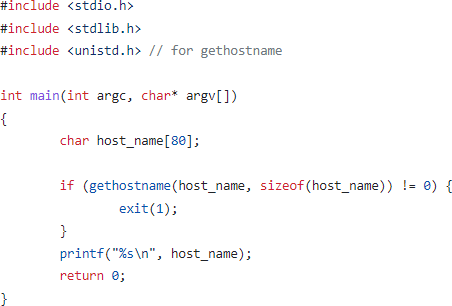 #include <stdio.h>
#include <stdlib.h>
#include <unistd.h> // for gethostname

int main(int argc, char* argv[])
{
        char host_name[80];

        if (gethostname(host_name, sizeof(host_name)) != 0) {
                exit(1);
        }
        printf("%s\n", host_name);
        return 0;
}